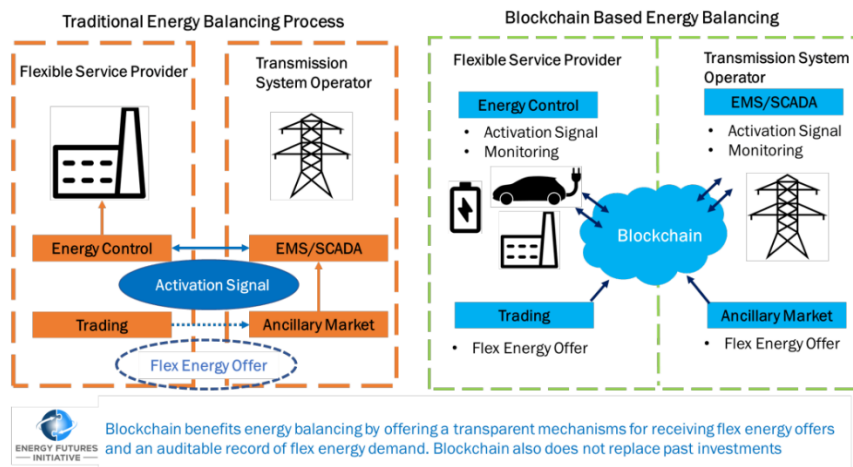 Traditional Energy Balancing Process
Flexible Service Provider
Transmission
System Operator
Energy Control
EMS/SCADA
Activation Signal
Trading
Ancillary Market
Flex Energy Offer
Blockchain Based Energy Balancing
Flexible Service Provider
Energy Control
• Activation Signal
• Monitoring
Transmission System
Operator
EMS/SCADA
• Activation Signal
• Monitoring
Blockchain
Trading
• Flex Energy Offer
Ancillary Market
• Flex Energy Offer
ENERGY FUTURES
INITIATIVE
Blockchain benefits energy balancing by offering a transparent mechanisms for receiving flex energy offers
and an auditable record of flex energy demand. Blockchain also does not replace past investments